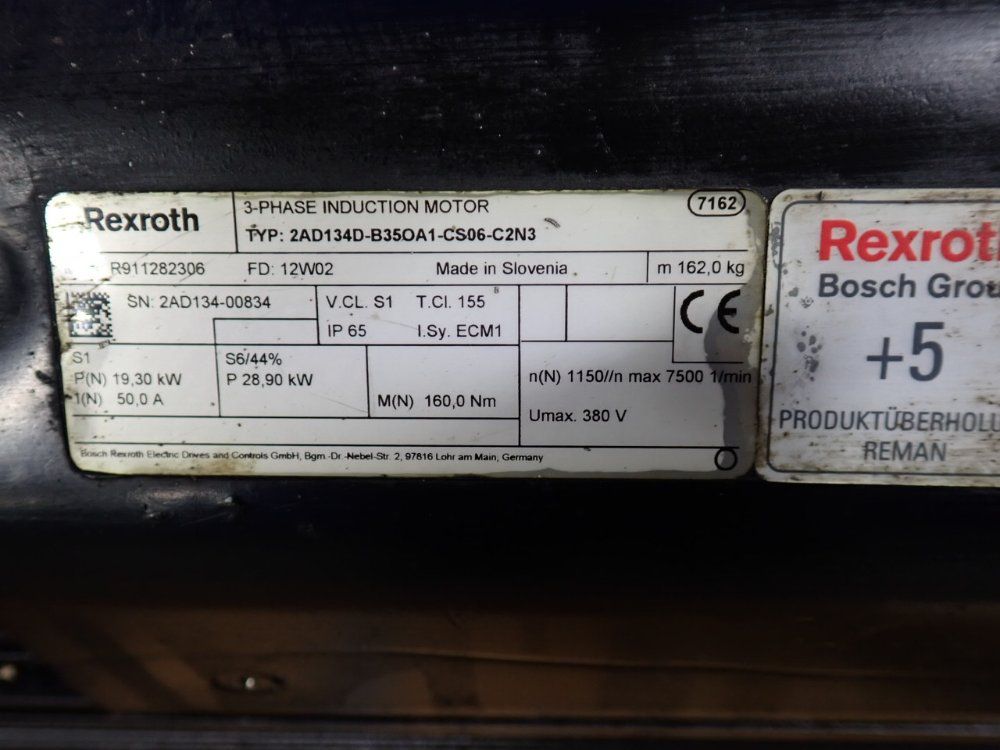 Rexroth
3-PHASE INDUCTION MOTOR
7162
TYP: 2AD134D-B35OA1-CS06-C2N3
R911282306 FD: 12W02 Made in Slovenia m 162,0 kg
SN: 2AD134-00834 V.CL. S1 T.Cl. 155
IP 65 I.Sy. ECM1
CE
S1 S6/44%
P(N) 19,30 kW P 28,90 kW n(N) 1150//n max 7500 1/min
I(N) 50,0 A M(N) 160,0 Nm
Umax. 380 V
Bosch Rexroth Electric Drives and Controls GmbH, Bgm.-Dr.-Nebel-Str. 2, 97816 Lohr am Main, Germany
Rexrot
Bosch Grou
+5
PRODUKTÜBERHOLU
REMAN